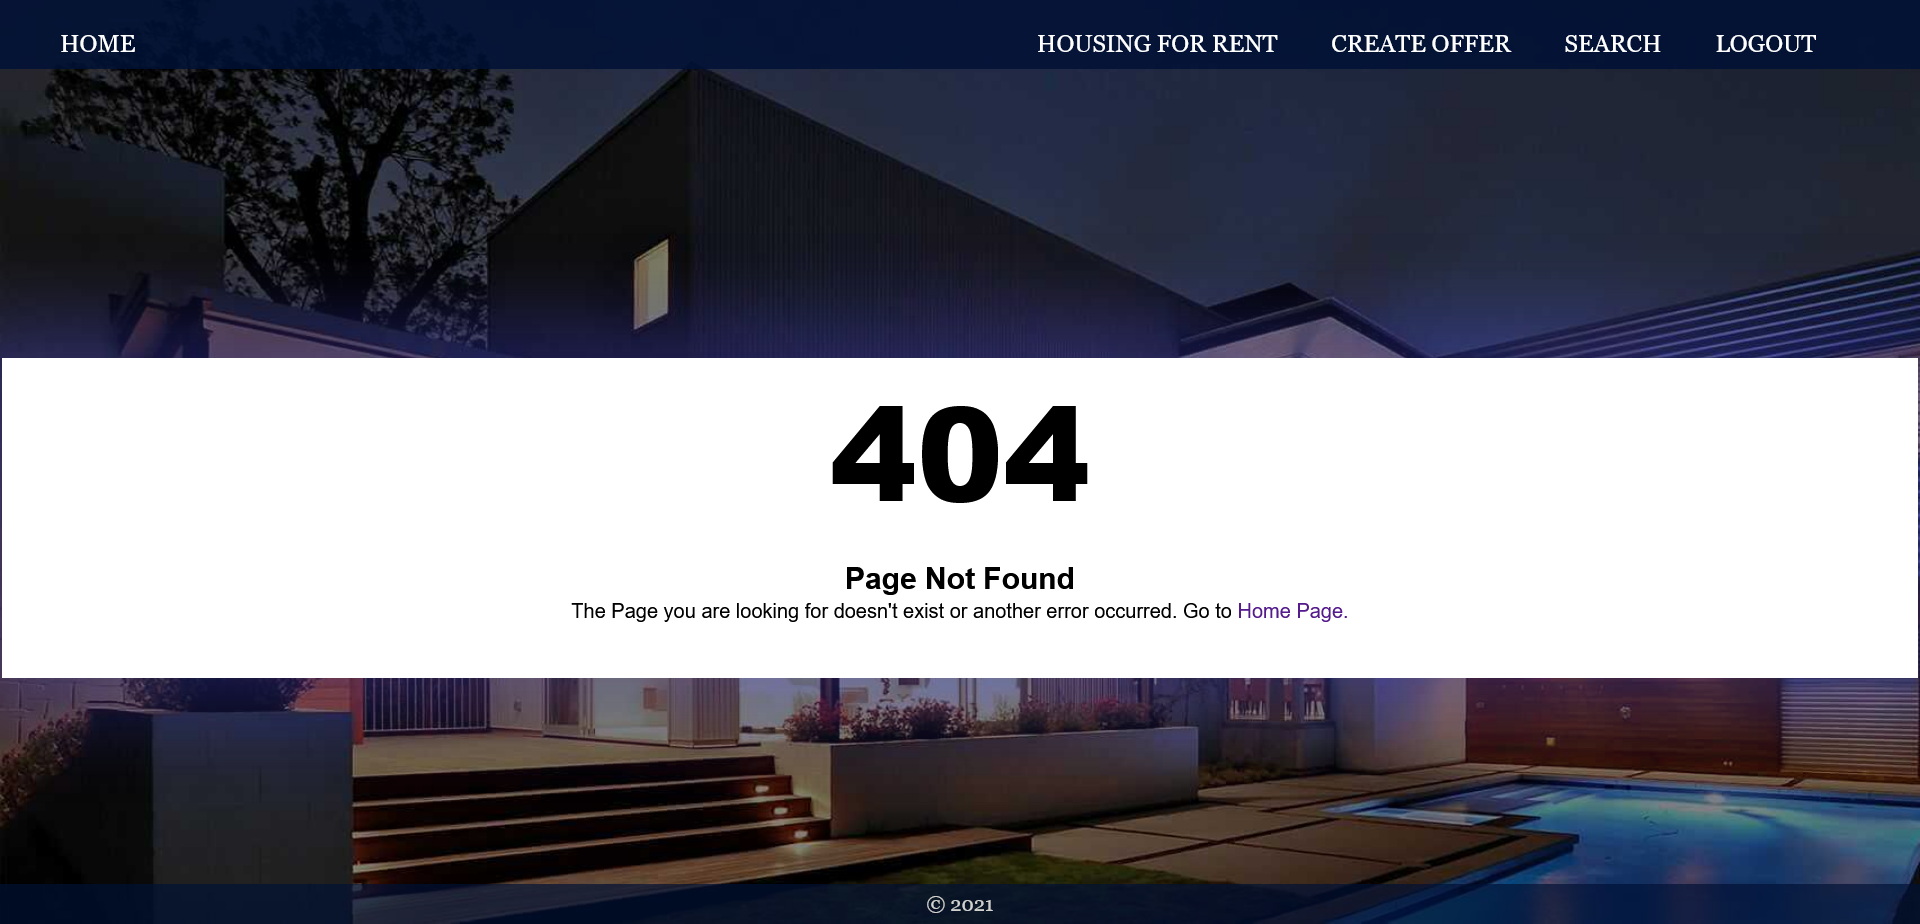 HOME HOUSING FOR RENT CREATE OFFER SEARCH LOGOUT
404
Page Not Found
The Page you are looking for doesn't exist or another error occurred. Go to Home Page.
© 2021